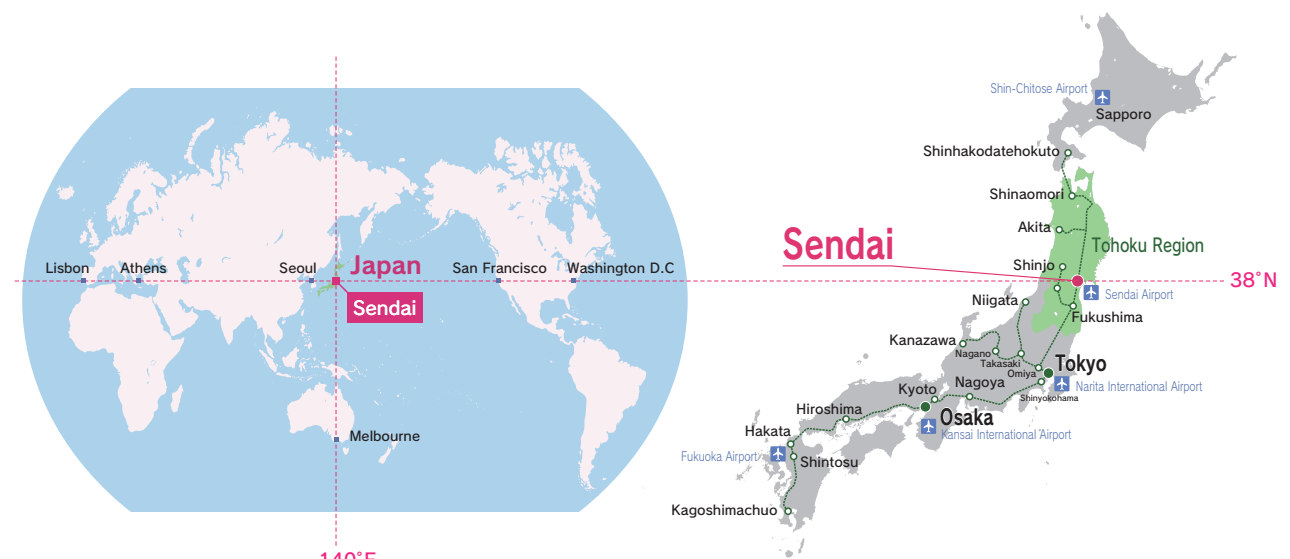 Lisbon
Athens
Seoul
Japan
Sendai
San Francisco
Washington D.C
Melbourne
140°E
Shin-Chitose Airport
Sapporo
Shinhakodatehokuto
Shinaomori
Akita
Tohoku Region
Sendai
Shinjo
38°N
Sendai Airport
Niigata
Fukushima
Kanazawa
Nagano
Takasaki
Omiya
Tokyo
Narita International Airport
Shinyokohama
Kyoto
Nagoya
Hiroshima
Osaka
Kansai International Airport
Hakata
Fukuoka Airport
Shintosu
Kagoshimachuo